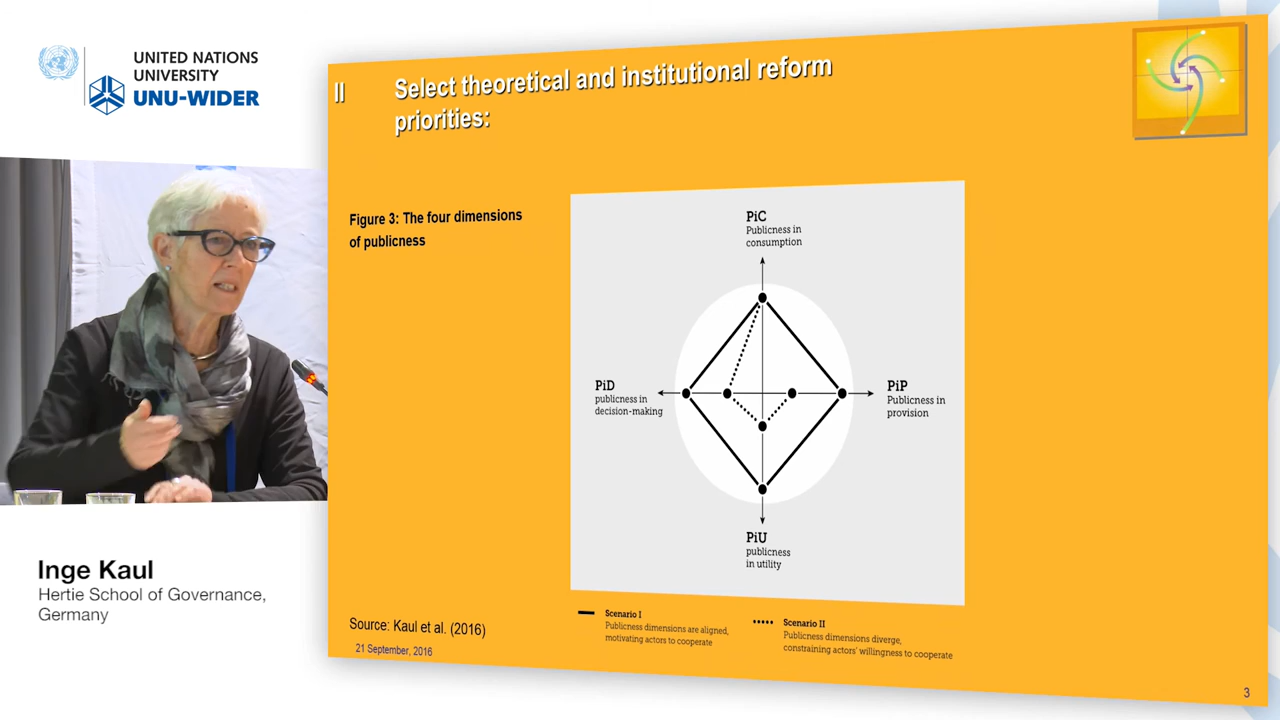 UNITED NATIONS
UNIVERSITY
UNU-WIDER
II Select theoretical and institutional reform
priorities:
Figure 3: The four dimensions
of publicness
PiC
Publicness in
consumption
PiD
publicness in
decision-making
PiP
Publicness in
provision
PiU
publicness
in utility
Scenario I
Publicness dimensions are aligned,
motivating actors to cooperate
Scenario II
Publicness dimensions diverge,
constraining actors' willingness to cooperate
Source: Kaul et al. (2016)
21 September, 2016
3
Inge Kaul
Hertie School of Governance,
Germany